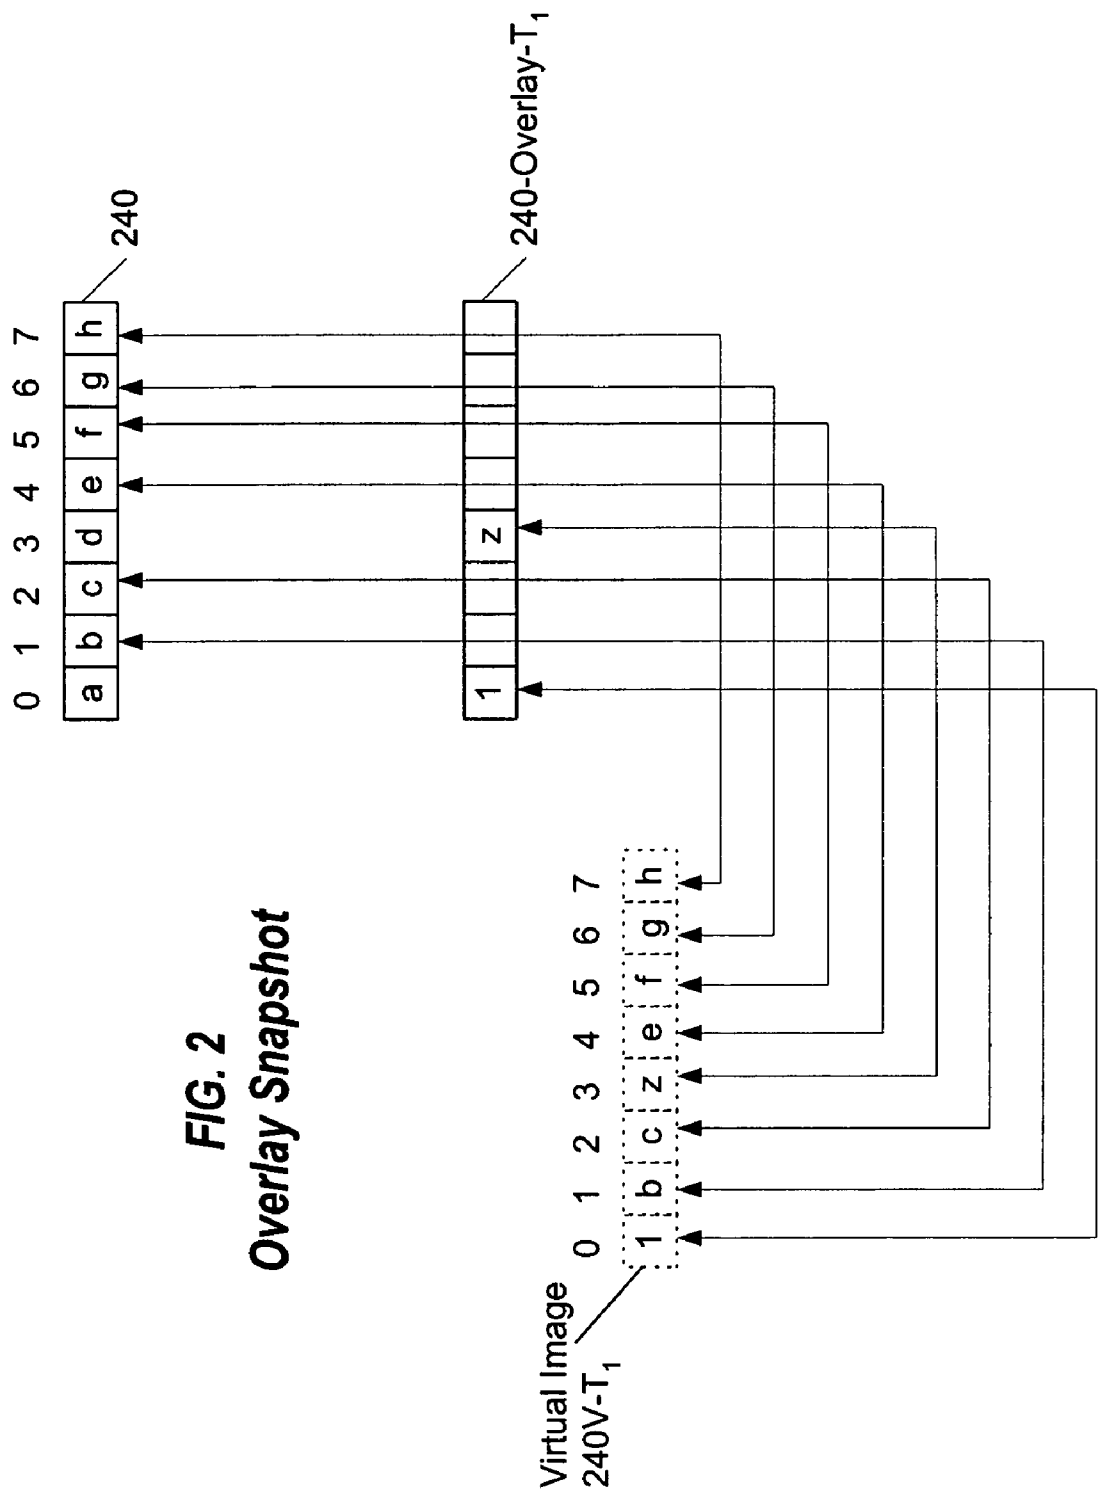 0 1 2 3 4 5 6 7
a b c d e f g h
240
1 z
240-Overlay-T1
FIG. 2
Overlay Snapshot
0 1 2 3 4 5 6 7
1 b c z e f g h
Virtual Image
240V-T1